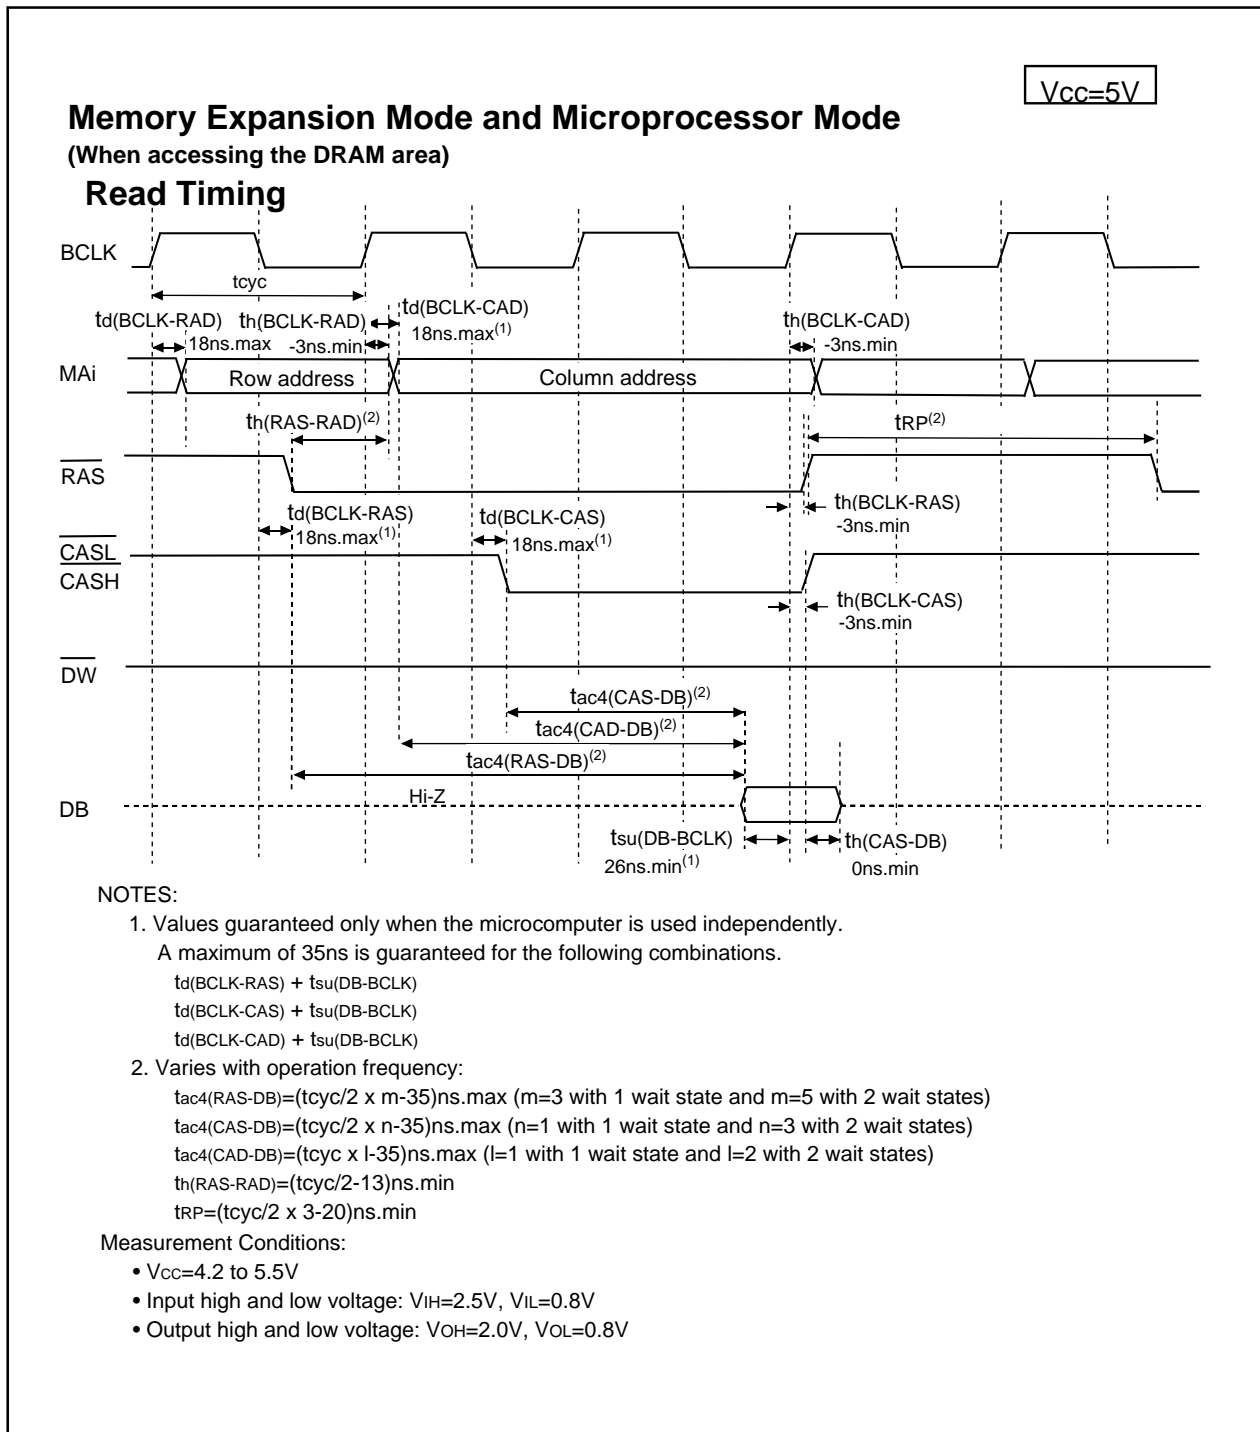 Vcc=5V
Memory Expansion Mode and Microprocessor Mode
(When accessing the DRAM area)
Read Timing
BCLK
tcyc
td(BCLK-RAD)
18ns.max
th(BCLK-RAD)
-3ns.min
td(BCLK-CAD)
18ns.max(1)
th(BCLK-CAD)
-3ns.min
MAi
Row address
Column address
th(RAS-RAD)(2)
tRP(2)
RAS
td(BCLK-RAS)
18ns.max(1)
td(BCLK-CAS)
18ns.max(1)
th(BCLK-RAS)
-3ns.min
CASL
CASH
th(BCLK-CAS)
-3ns.min
DW
tac4(CAS-DB)(2)
tac4(CAD-DB)(2)
tac4(RAS-DB)(2)
Hi-Z
DB
tsu(DB-BCLK)
26ns.min(1)
th(CAS-DB)
0ns.min
NOTES:
1. Values guaranteed only when the microcomputer is used independently.
A maximum of 35ns is guaranteed for the following combinations.
td(BCLK-RAS) + tsu(DB-BCLK)
td(BCLK-CAS) + tsu(DB-BCLK)
td(BCLK-CAD) + tsu(DB-BCLK)
2. Varies with operation frequency:
tac4(RAS-DB)=(tcyc/2 x m-35)ns.max (m=3 with 1 wait state and m=5 with 2 wait states)
tac4(CAS-DB)=(tcyc/2 x n-35)ns.max (n=1 with 1 wait state and n=3 with 2 wait states)
tac4(CAD-DB)=(tcyc x l-35)ns.max (l=1 with 1 wait state and l=2 with 2 wait states)
th(RAS-RAD)=(tcyc/2-13)ns.min
tRP=(tcyc/2 x 3-20)ns.min
Measurement Conditions:
• VCC=4.2 to 5.5V
• Input high and low voltage: VIH=2.5V, VIL=0.8V
• Output high and low voltage: VOH=2.0V, VOL=0.8V